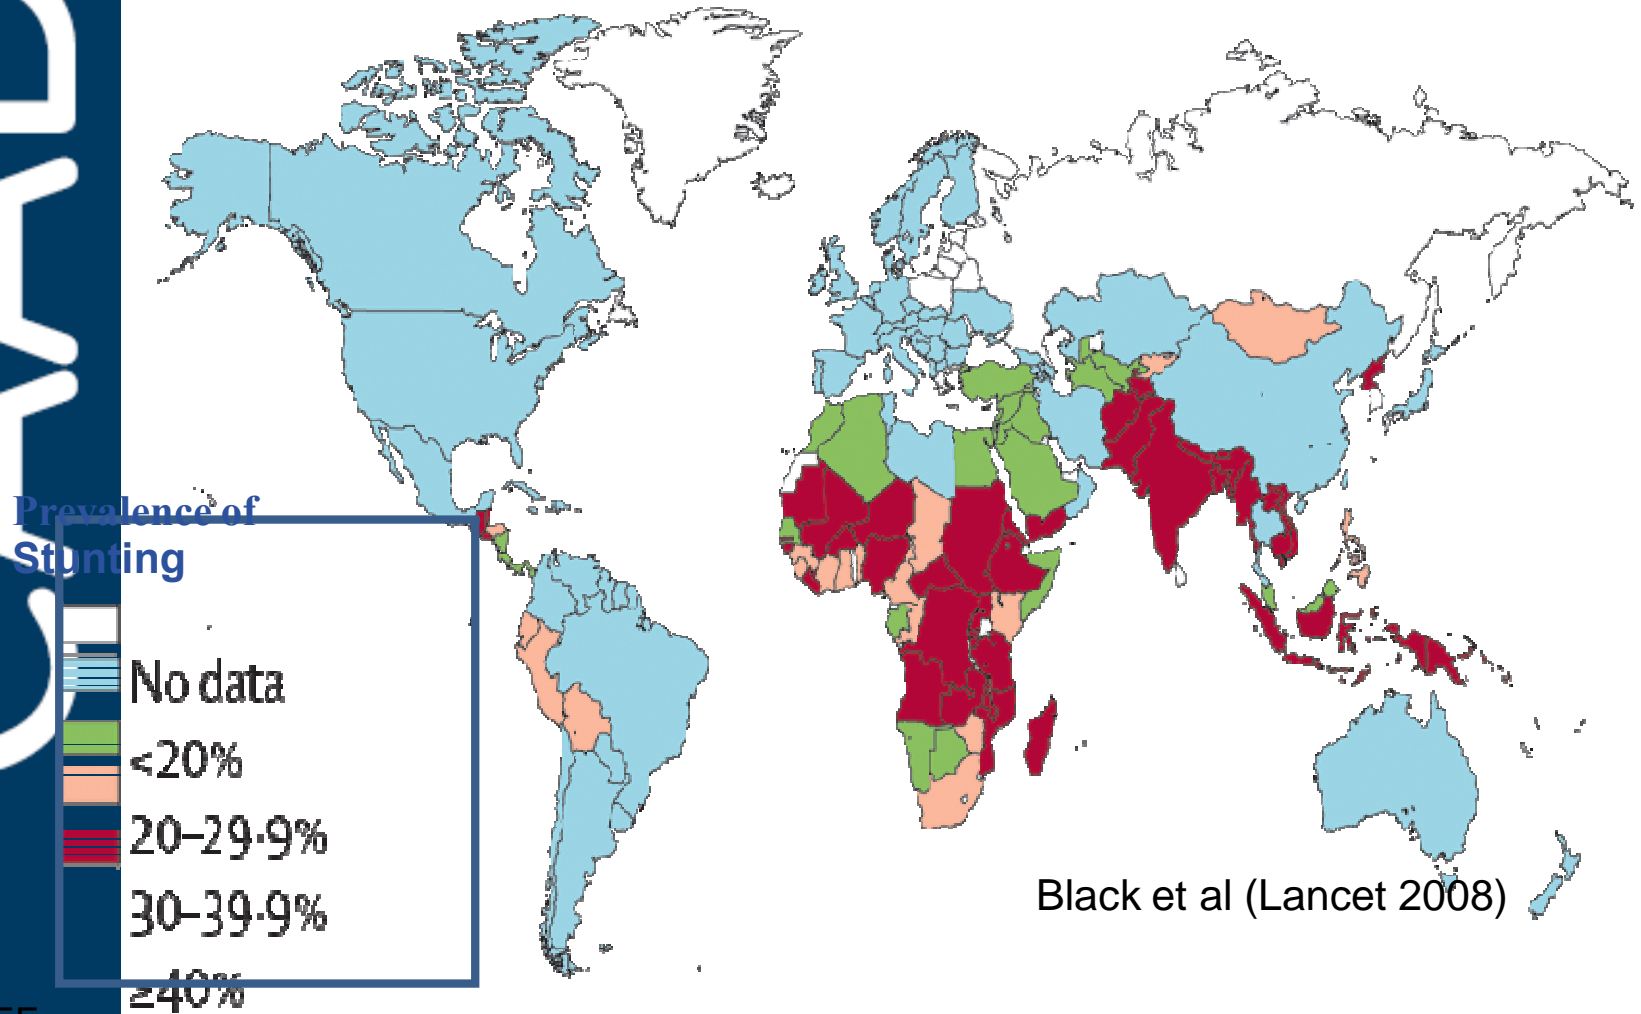 Prevalence of
Stunting
No data
<20%
20–29·9%
30–39·9%
≥40%
Black et al (Lancet 2008)